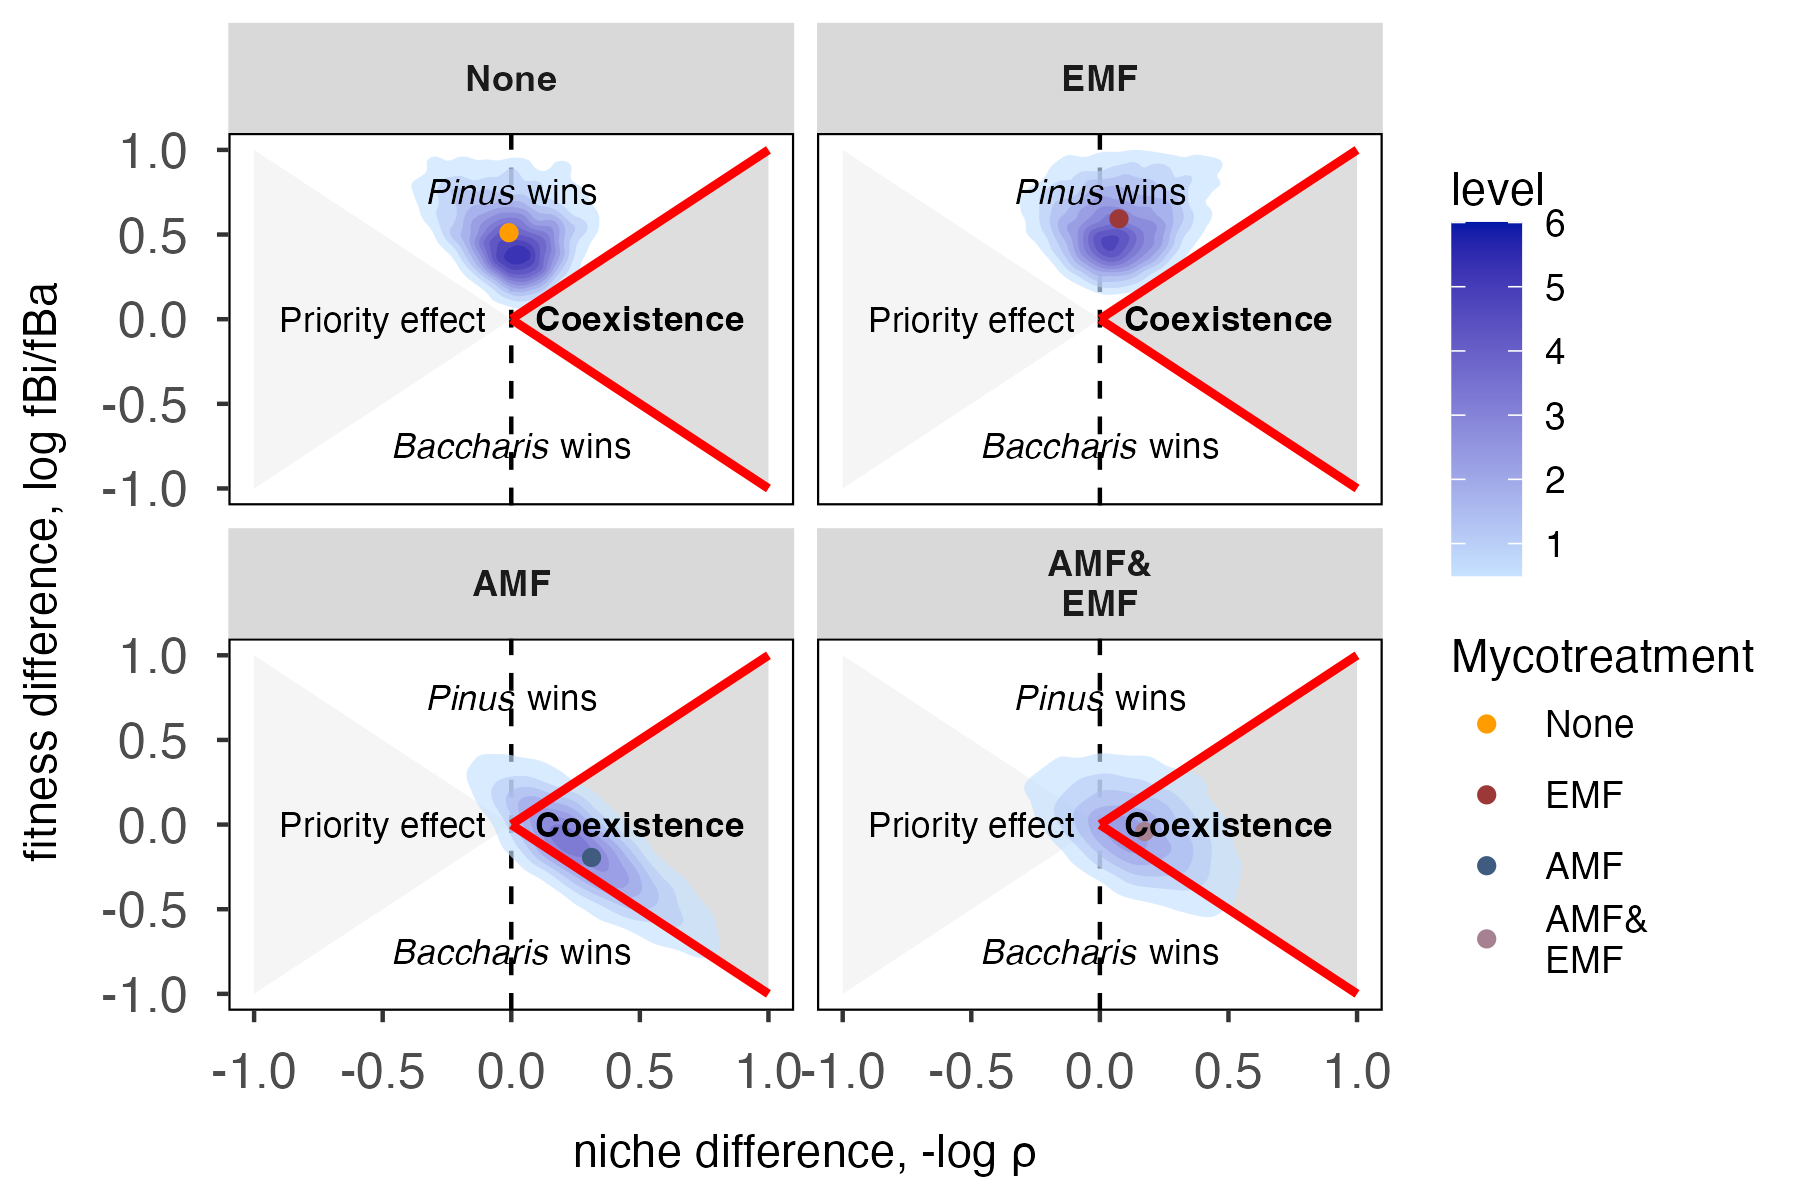 None
EMF
1.0
0.5
0.0
-0.5
-1.0
Pinus wins
Priority effect
Coexistence
Baccharis wins
Pinus wins
Priority effect
Coexistence
Baccharis wins
AMF
AMF&
EMF
1.0
0.5
0.0
-0.5
-1.0
Pinus wins
Priority effect
Coexistence
Baccharis wins
Pinus wins
Priority effect
Coexistence
Baccharis wins
-1.0 -0.5 0.0 0.5 1.0 -1.0 -0.5 0.0 0.5 1.0
niche difference, -log ρ
fitness difference, log fBi/fBa
level
6
5
4
3
2
1
Mycotreatment
None
EMF
AMF
AMF&
EMF